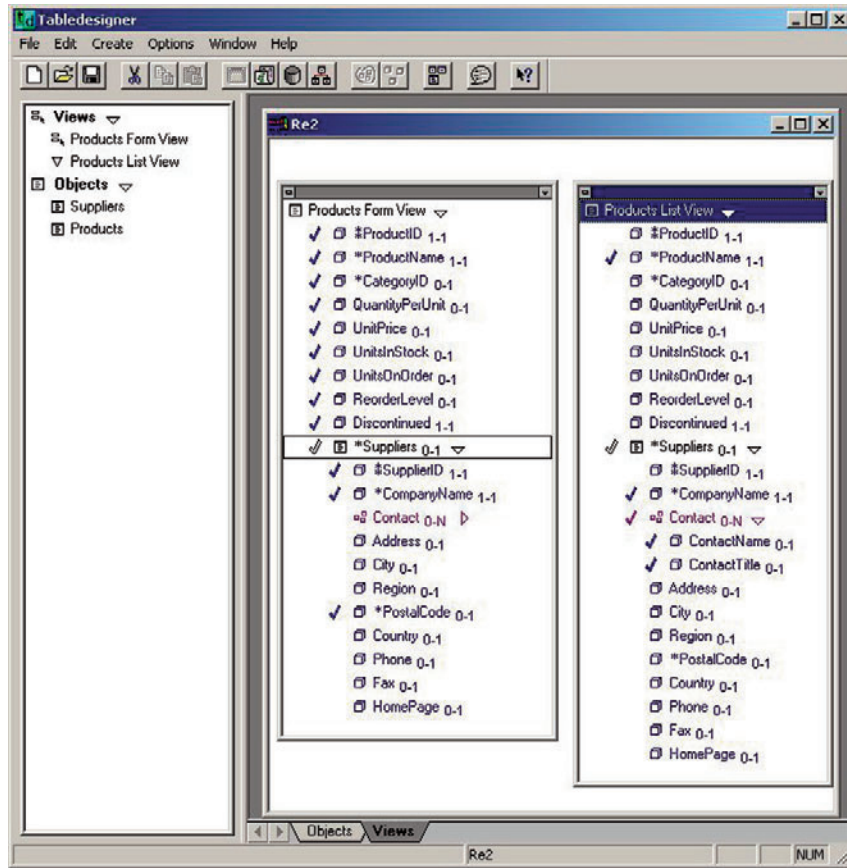 Tabledesigner
File Edit Create Options Window Help
Views
Products Form View
Products List View
Objects
Suppliers
Products
Re2
Products Form View
‡ProductID 1-1
*ProductName 1-1
*CategoryID 0-1
QuantityPerUnit 0-1
UnitPrice 0-1
UnitsInStock 0-1
UnitsOnOrder 0-1
ReorderLevel 0-1
Discontinued 1-1
*Suppliers 0-1
‡SupplierID 1-1
*CompanyName 1-1
Contact 0-N
Address 0-1
City 0-1
Region 0-1
*PostalCode 0-1
Country 0-1
Phone 0-1
Fax 0-1
HomePage 0-1
Products List View
‡ProductID 1-1
*ProductName 1-1
*CategoryID 0-1
QuantityPerUnit 0-1
UnitPrice 0-1
UnitsInStock 0-1
UnitsOnOrder 0-1
ReorderLevel 0-1
Discontinued 1-1
*Suppliers 0-1
‡SupplierID 1-1
*CompanyName 1-1
Contact 0-N
ContactName 0-1
ContactTitle 0-1
Address 0-1
City 0-1
Region 0-1
*PostalCode 0-1
Country 0-1
Phone 0-1
Fax 0-1
HomePage 0-1
Objects Views
Re2 NUM